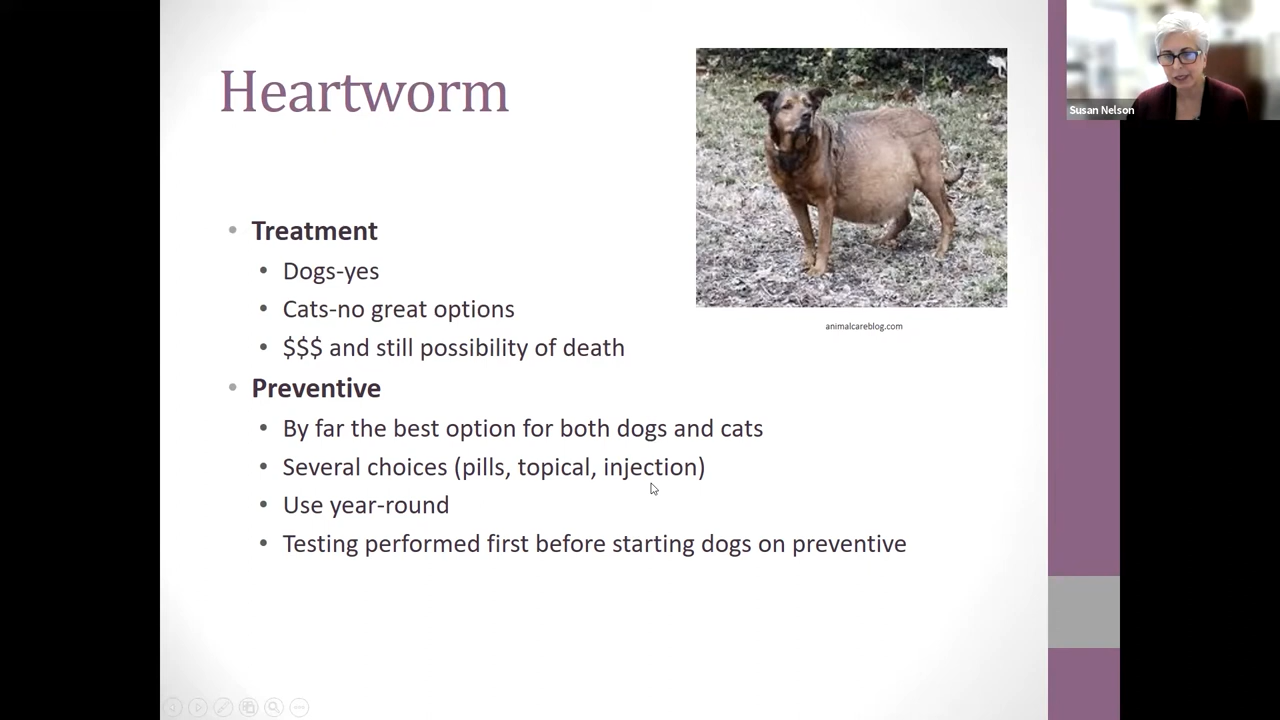 Heartworm
Susan Nelson
animalcareblog.com
Treatment
Dogs-yes
Cats-no great options
$$$ and still possibility of death
Preventive
By far the best option for both dogs and cats
Several choices (pills, topical, injection)
Use year-round
Testing performed first before starting dogs on preventive